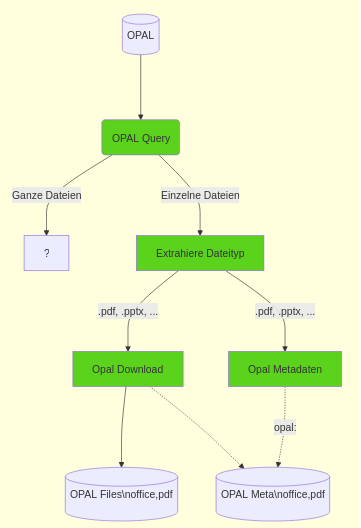 OPAL
OPAL Query
Ganze Dateien
Einzelne Dateien
?
Extrahiere Dateityp
.pdf, .pptx, ...
.pdf, .pptx, ...
Opal Download
Opal Metadaten
opal:
OPAL Files\noffice,pdf
OPAL Meta\noffice,pdf